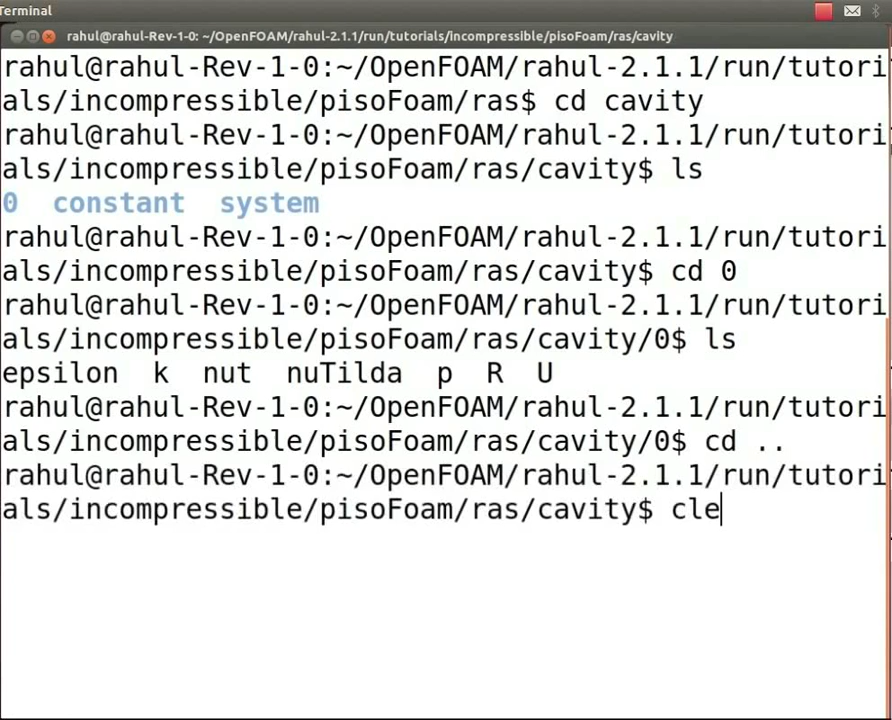 Terminal
rahul@rahul-Rev-1-0: ~/OpenFOAM/rahul-2.1.1/run/tutorials/incompressible/pisoFoam/ras/cavity
rahul@rahul-Rev-1-0:~/OpenFOAM/rahul-2.1.1/run/tutori
als/incompressible/pisoFoam/ras$ cd cavity
rahul@rahul-Rev-1-0:~/OpenFOAM/rahul-2.1.1/run/tutori
als/incompressible/pisoFoam/ras/cavity$ ls
0 constant system
rahul@rahul-Rev-1-0:~/OpenFOAM/rahul-2.1.1/run/tutori
als/incompressible/pisoFoam/ras/cavity$ cd 0
rahul@rahul-Rev-1-0:~/OpenFOAM/rahul-2.1.1/run/tutori
als/incompressible/pisoFoam/ras/cavity/0$ ls
epsilon k nut nuTilda p R U
rahul@rahul-Rev-1-0:~/OpenFOAM/rahul-2.1.1/run/tutori
als/incompressible/pisoFoam/ras/cavity/0$ cd ..
rahul@rahul-Rev-1-0:~/OpenFOAM/rahul-2.1.1/run/tutori
als/incompressible/pisoFoam/ras/cavity$ cle